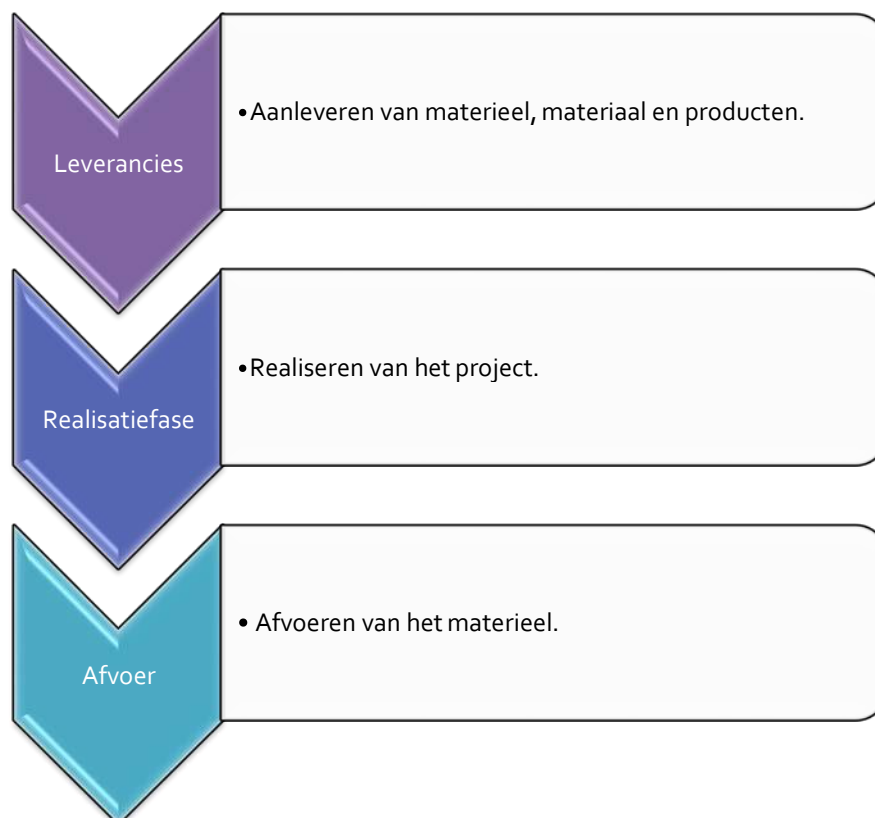 Leverancies
•Aanleveren van materieel, materiaal en producten.
Realisatiefase
•Realiseren van het project.
Afvoer
• Afvoeren van het materieel.